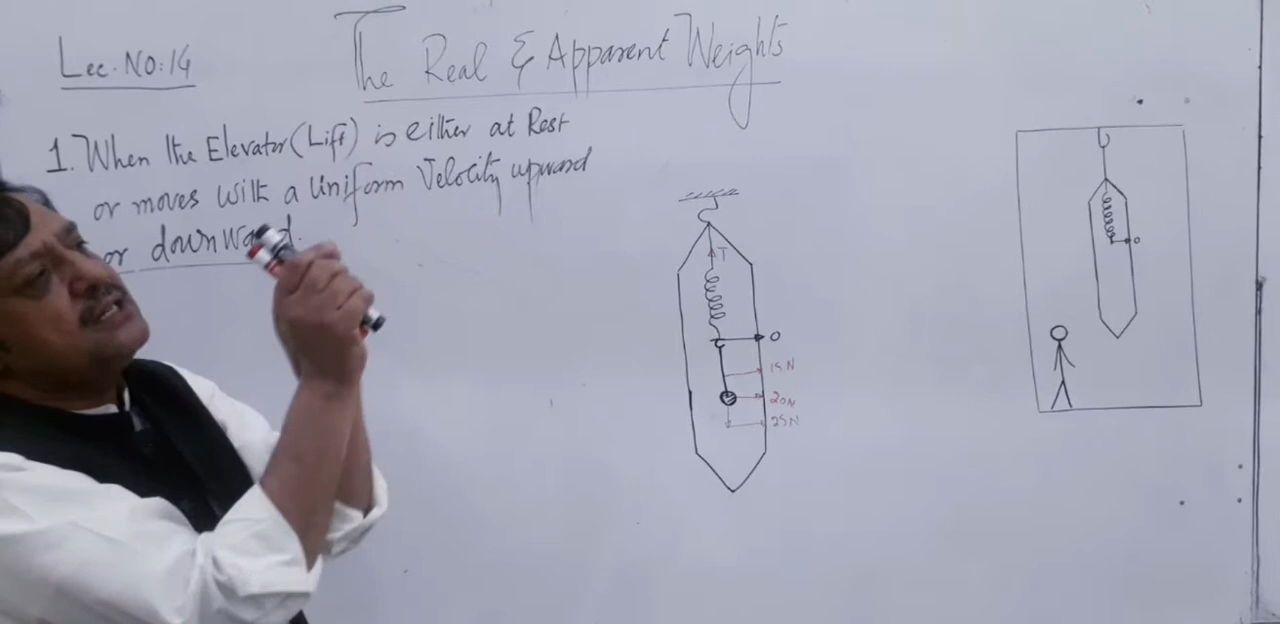 Lec. No: 14
The Real & Apparent Weights
1. When the Elevator (Lift) is either at Rest
or moves with a Uniform Velocity upward
or downward.
T
0
15N
20N
25N
0